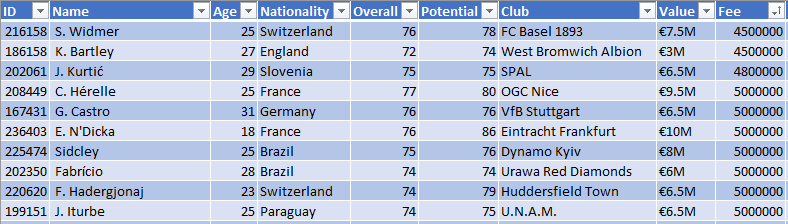 ID Name Age Nationality Overall Potential Club Value Fee
216158 S. Widmer 25 Switzerland 76 78 FC Basel 1893 €7.5M 4500000
186158 K. Bartley 27 England 72 74 West Bromwich Albion €3M 4500000
202061 J. Kurtić 29 Slovenia 75 75 SPAL €6.5M 4800000
208449 C. Hérelle 25 France 77 80 OGC Nice €9.5M 5000000
167431 G. Castro 31 Germany 76 76 VfB Stuttgart €6.5M 5000000
236403 E. N'Dicka 18 France 76 86 Eintracht Frankfurt €10M 5000000
225474 Sidcley 25 Brazil 75 76 Dynamo Kyiv €8M 5000000
202350 Fabrício 28 Brazil 74 74 Urawa Red Diamonds €6M 5000000
220620 F. Hadergjonaj 23 Switzerland 74 79 Huddersfield Town €6.5M 5000000
199151 J. Iturbe 25 Paraguay 74 75 U.N.A.M. €6.5M 5000000